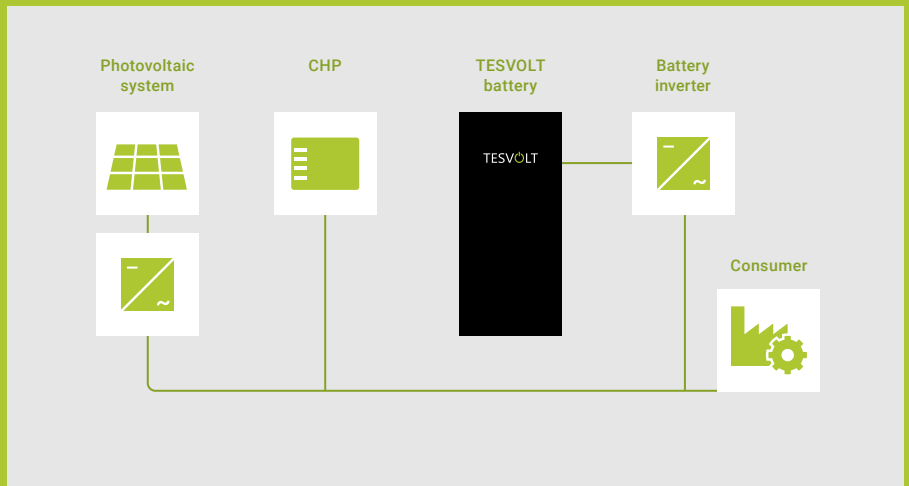 Photovoltaic
system
CHP
TESVOLT
battery
Battery
inverter
TESVOLT
Consumer